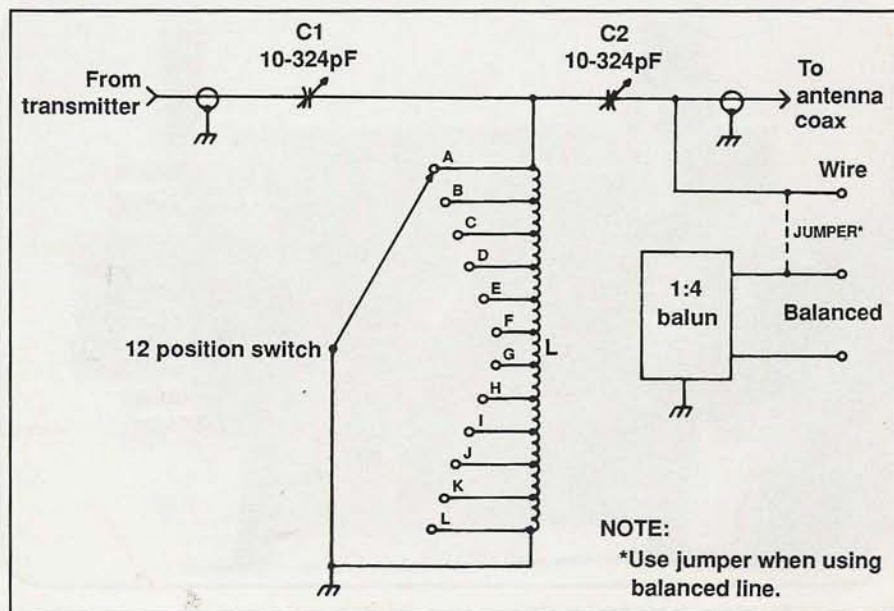 C1
10-324pF
C2
10-324pF
From
transmitter
To
antenna
coax
A
B
C
D
E
F
G
H
I
J
K
L
12 position switch
L
Wire
JUMPER*
1:4
balun
Balanced
NOTE:
*Use jumper when using
balanced line.